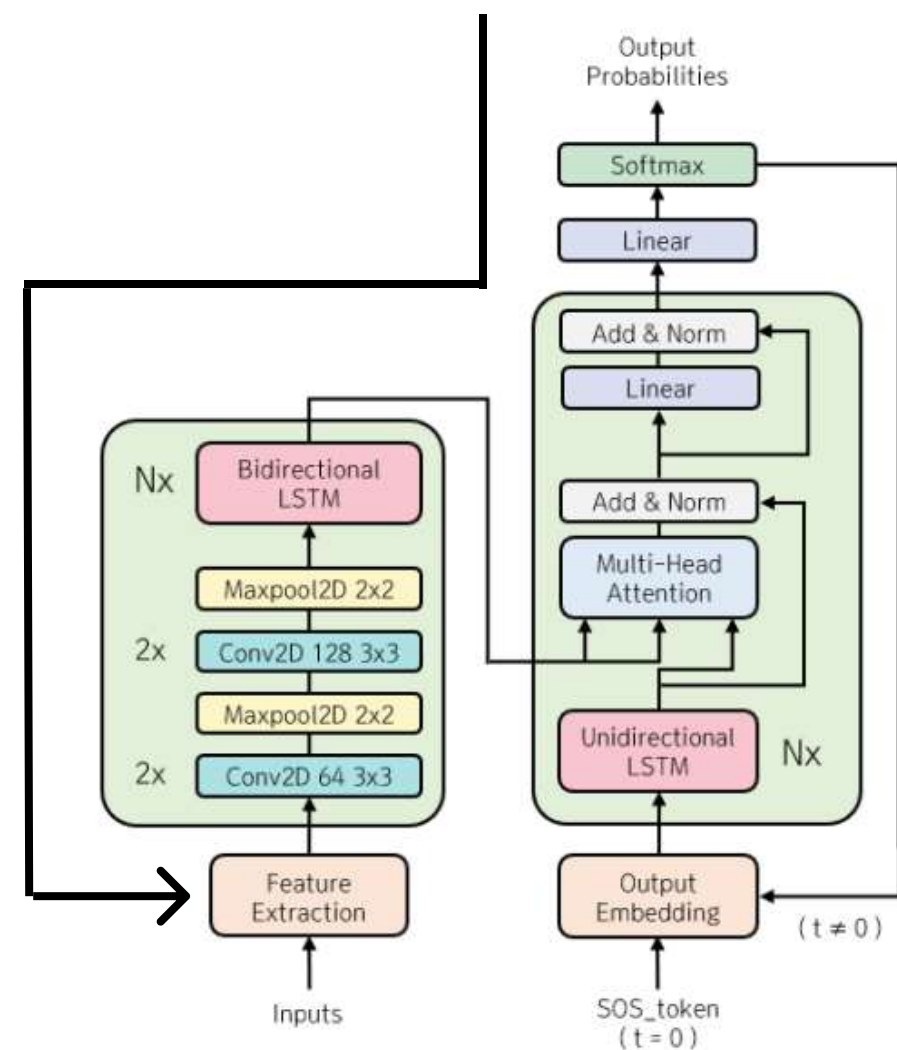 Output
Probabilities
Softmax
Linear
Add & Norm
Linear
Add & Norm
Multi-Head
Attention
Unidirectional
LSTM
Nx
Output
Embedding
( t ≠ 0 )
SOS_token
( t = 0 )
Nx
Bidirectional
LSTM
Maxpool2D 2x2
2x
Conv2D 128 3x3
Maxpool2D 2x2
2x
Conv2D 64 3x3
Feature
Extraction
Inputs